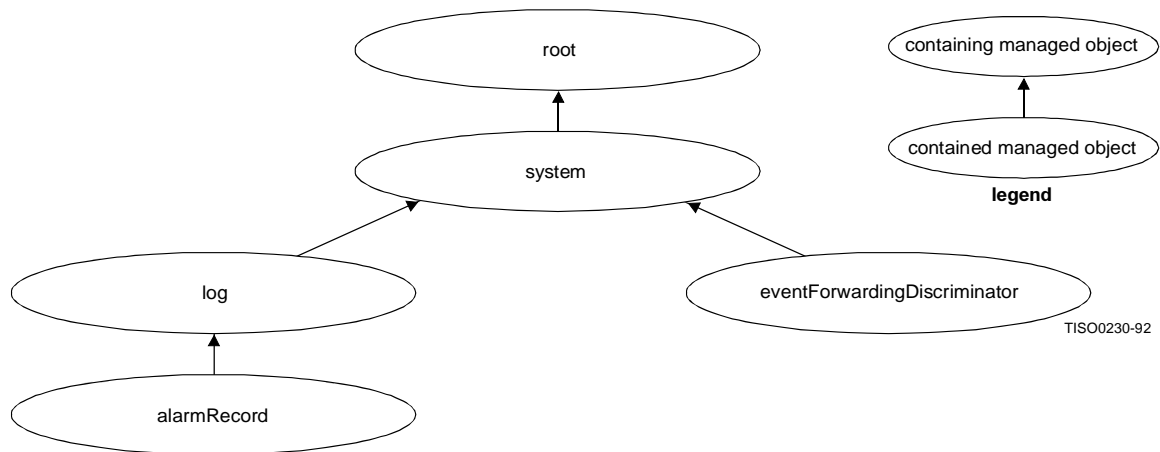 root
containing managed object
system
contained managed object
legend
log
eventForwardingDiscriminator
TISO0230-92
alarmRecord